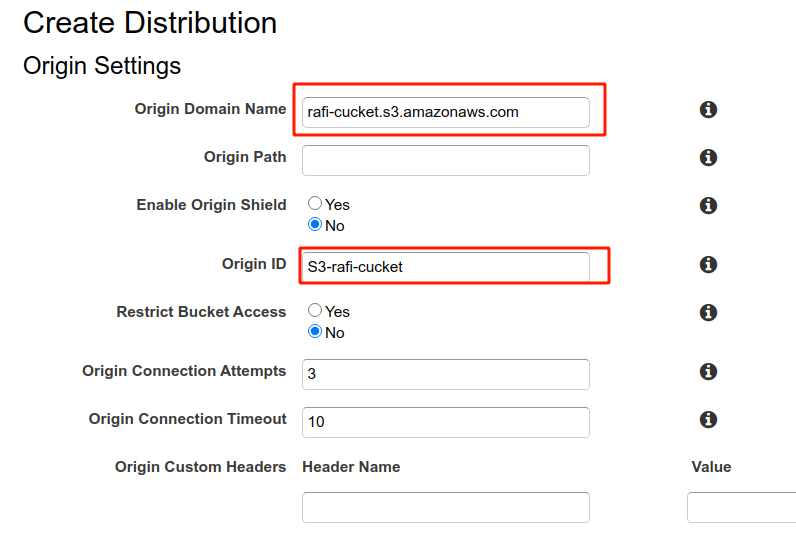 Create Distribution
Origin Settings
Origin Domain Name rafi-cucket.s3.amazonaws.com
Origin Path
Enable Origin Shield Yes
No
Origin ID S3-rafi-cucket
Restrict Bucket Access Yes
No
Origin Connection Attempts 3
Origin Connection Timeout 10
Origin Custom Headers Header Name Value